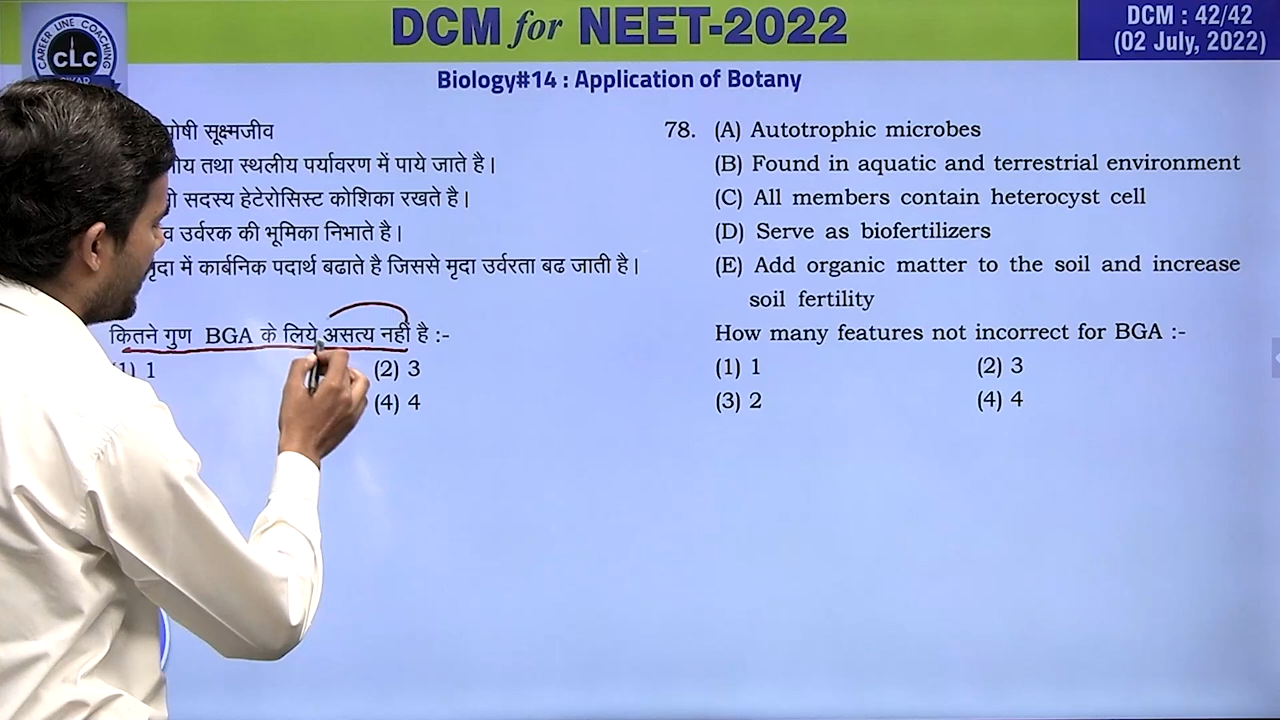 DCM for NEET-2022
DCM : 42/42
(02 July, 2022)
CAREER LINE COACHING
CLC
Biology#14 : Application of Botany
सूक्ष्मजीव
तथा स्थलीय पर्यावरण में पाये जाते है।
सदस्य हेटेरोसिस्ट कोशिका रखते है।
उर्वरक की भूमिका निभाते है।
में कार्बनिक पदार्थ बढाते है जिससे मृदा उर्वरता बढ जाती है।
कितने गुण BGA के लिये असत्य नही है :-
(1) 1
(2) 3
(4) 4
78. (A) Autotrophic microbes
(B) Found in aquatic and terrestrial environment
(C) All members contain heterocyst cell
(D) Serve as biofertilizers
(E) Add organic matter to the soil and increase
soil fertility
How many features not incorrect for BGA :-
(1) 1 (2) 3
(3) 2 (4) 4